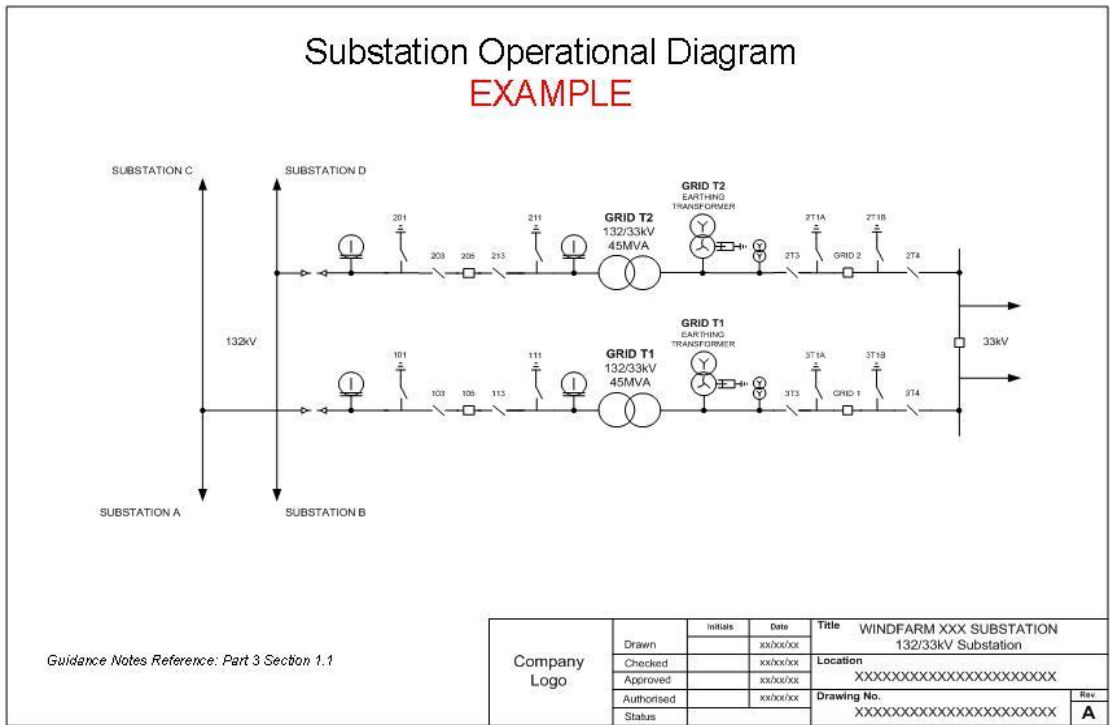 Substation Operational Diagram
EXAMPLE
SUBSTATION C
SUBSTATION D
GRID T2
EARTHING
TRANSFORMER
201
211
GRID T2
132/33kV
45MVA
2T1A
2T1B
203
205
213
2T3
GRID 2
2T4
132kV
33kV
GRID T1
EARTHING
TRANSFORMER
101
111
GRID T1
132/33kV
45MVA
3T1A
3T1B
103
105
113
3T3
GRID 1
3T4
SUBSTATION A
SUBSTATION B
Guidance Notes Reference: Part 3 Section 1.1
Company
Logo
Initials
Date
Drawn
xx/xx/xx
Checked
xx/xx/xx
Approved
xx/xx/xx
Authorised
xx/xx/xx
Status
Title
WINDFARM XXX SUBSTATION
132/33kV Substation
Location
XXXXXXXXXXXXXXXXXXXXXX
Drawing No.
XXXXXXXXXXXXXXXXXXXXXX
Rev.
A